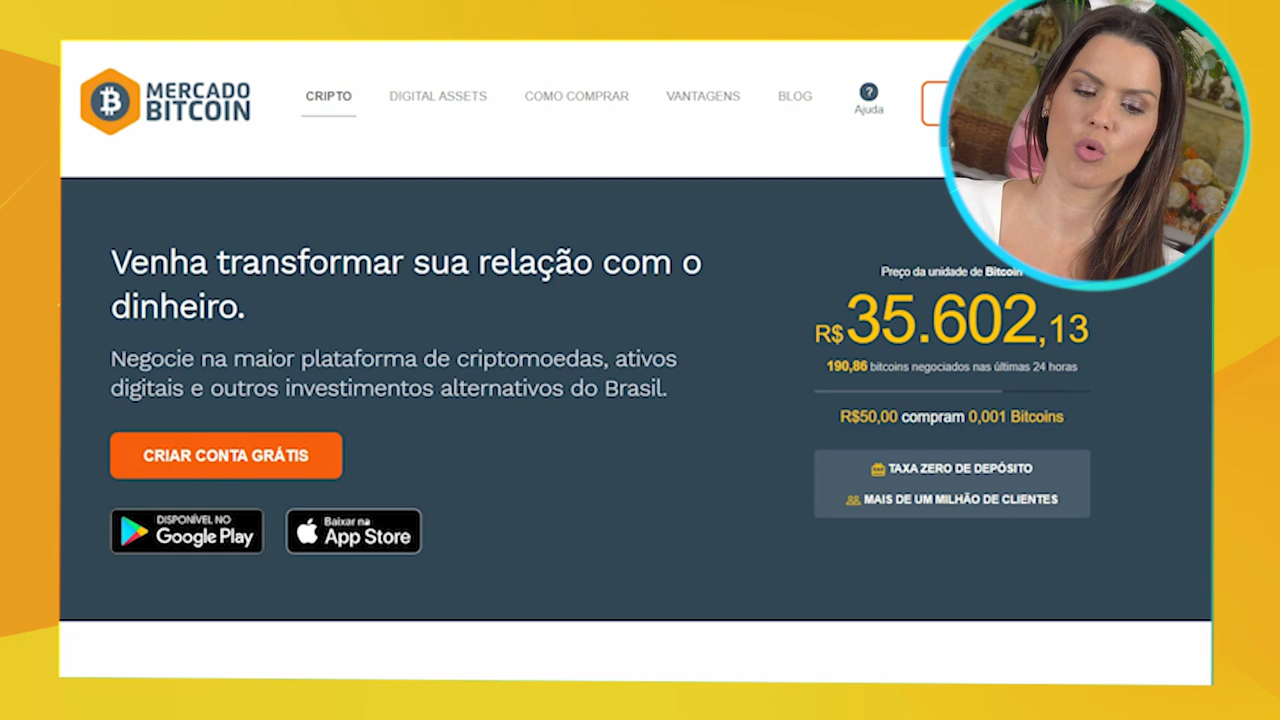 MERCADO
BITCOIN
CRIPTO
DIGITAL ASSETS
COMO COMPRAR
VANTAGENS
BLOG
?
Ajuda
Venha transformar sua relação com o
dinheiro.
Negocie na maior plataforma de criptomoedas, ativos
digitais e outros investimentos alternativos do Brasil.
CRIAR CONTA GRÁTIS
DISPONÍVEL NO
Google Play
Baixar na
App Store
Preço da unidade de Bitcoin
R$35.602,13
190,86 bitcoins negociados nas últimas 24 horas
R$50,00 compram 0,001 Bitcoins
TAXA ZERO DE DEPÓSITO
MAIS DE UM MILHÃO DE CLIENTES